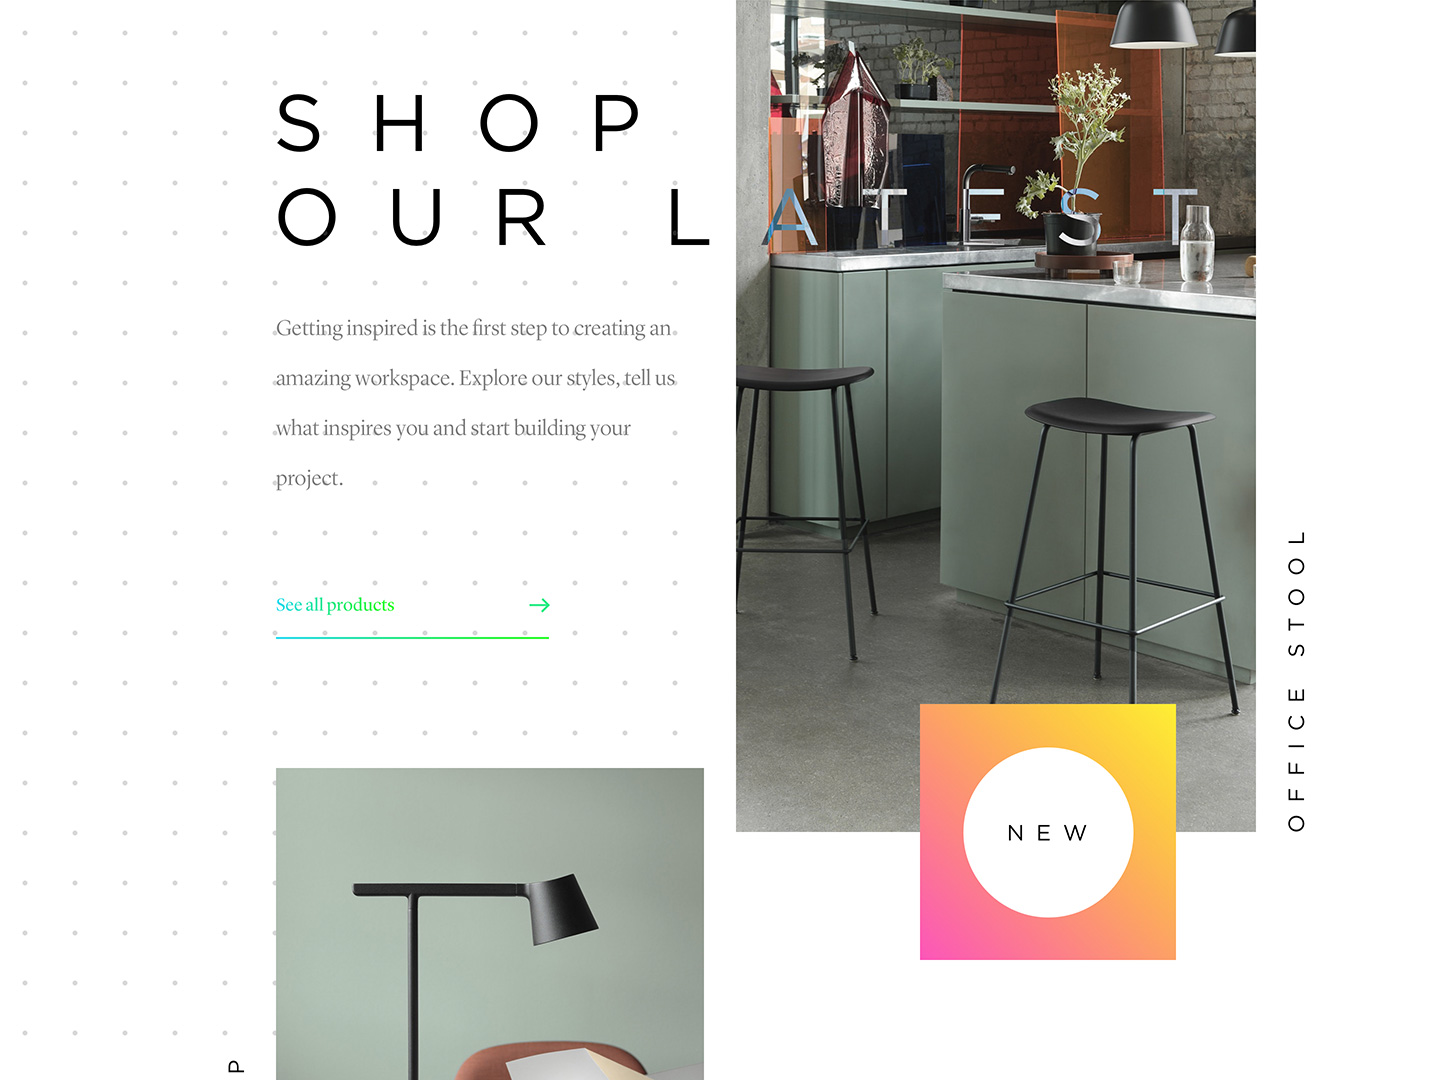 SHOP
OUR LATEST
Getting inspired is the first step to creating an
amazing workspace. Explore our styles, tell us
what inspires you and start building your
project.
See all products
OFFICE STOOL
NEW
P